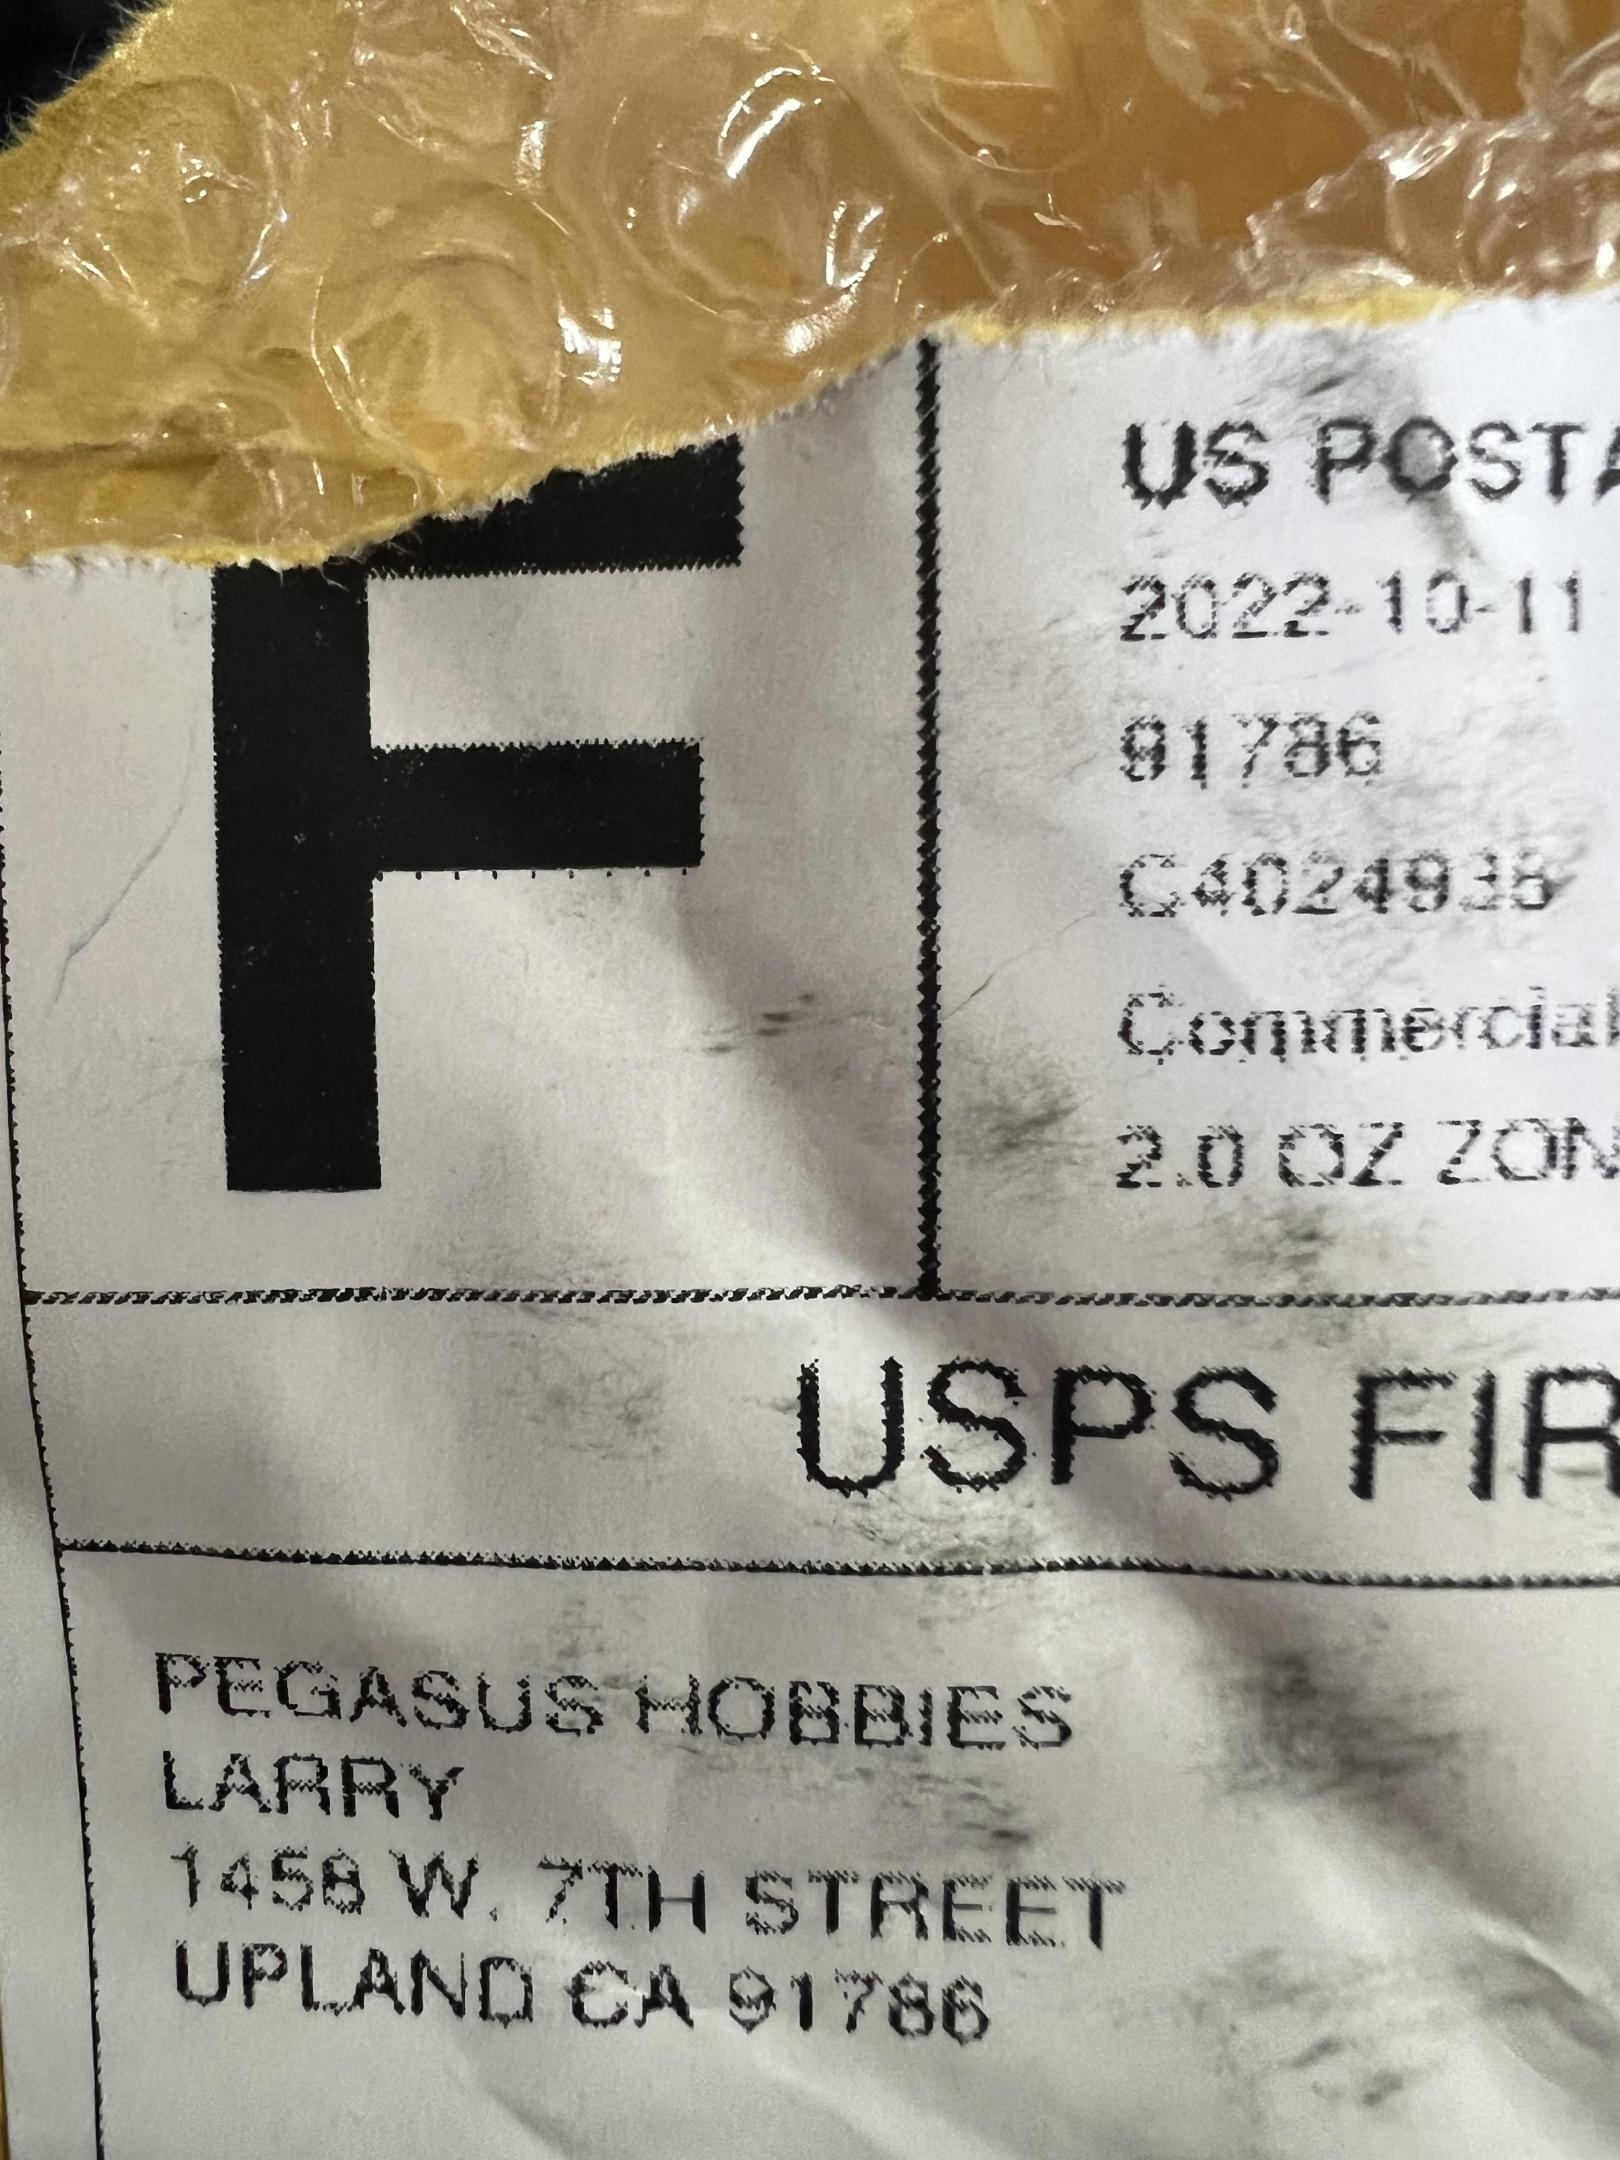 F
US POSTA
2022-10-11
91786
C4024938
Commercial
2.0 OZ ZON
USPS FIR
PEGASUS HOBBIES
LARRY
1458 W. 7TH STREET
UPLAND CA 91786